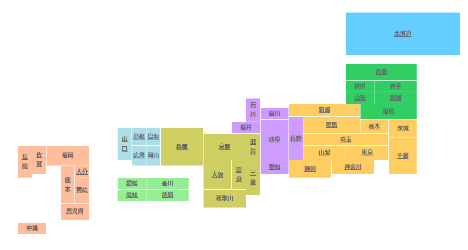 北海道
青森
秋田 岩手
山形 宮城
福島
石川
富山
新潟
福井
群馬
栃木
茨城
山口
島根
鳥取
兵庫
京都
滋賀
岐阜
長野
埼玉
長崎
佐賀
福岡
広島
岡山
山梨
東京
千葉
大分
熊本
宮崎
大阪
奈良
三重
愛知
静岡
神奈川
愛媛 香川
高知 徳島
和歌山
鹿児島
沖縄